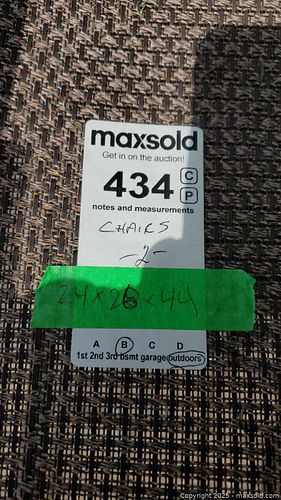 maxsold
Get in on the auction!
434 C
P
notes and measurements
CHAIRS
-2-
24x26x44
A B C D
1st 2nd 3rd bsmt garage outdoors
Copyright 2025 - maxsold.com